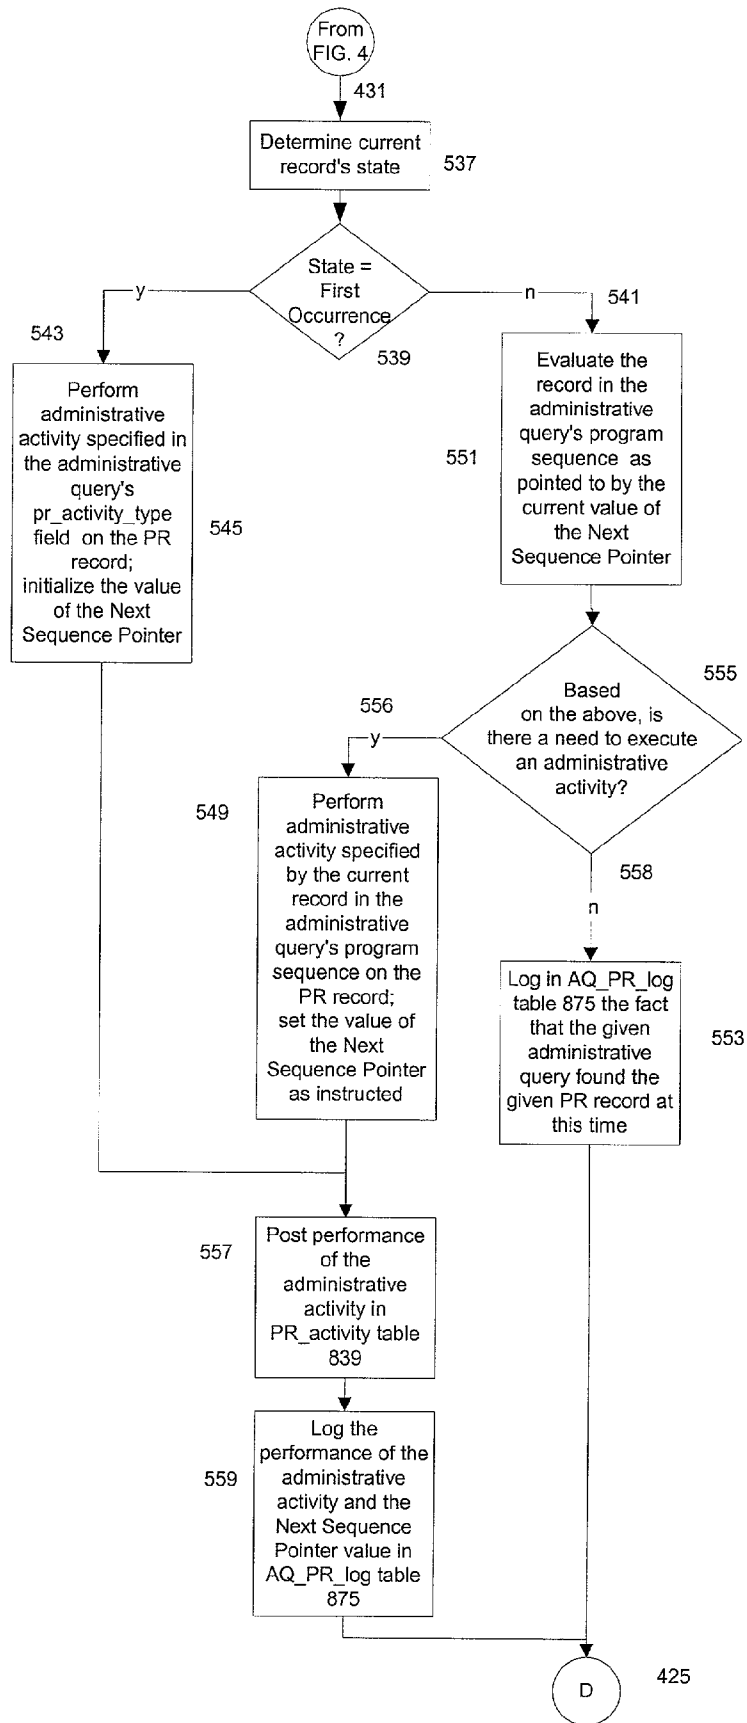 From
FIG. 4
431
Determine current
record's state
537
State =
First
Occurrence
?
539
y
n
541
543
Perform
administrative
activity specified in
the administrative
query's
pr_activity_type
field on the PR
record;
initialize the value
of the Next
Sequence Pointer
545
Evaluate the
record in the
administrative
query's program
sequence as
pointed to by the
current value of
the Next
Sequence Pointer
551
Based
on the above, is
there a need to execute
an administrative
activity?
555
556
y
549
Perform
administrative
activity specified
by the current
record in the
administrative
query's program
sequence on the
PR record;
set the value of
the Next
Sequence Pointer
as instructed
558
n
Log in AQ_PR_log
table 875 the fact
that the given
administrative
query found the
given PR record at
this time
553
557
Post performance
of the
administrative
activity in
PR_activity table
839
559
Log the
performance of the
administrative
activity and the
Next Sequence
Pointer value in
AQ_PR_log table
875
D
425